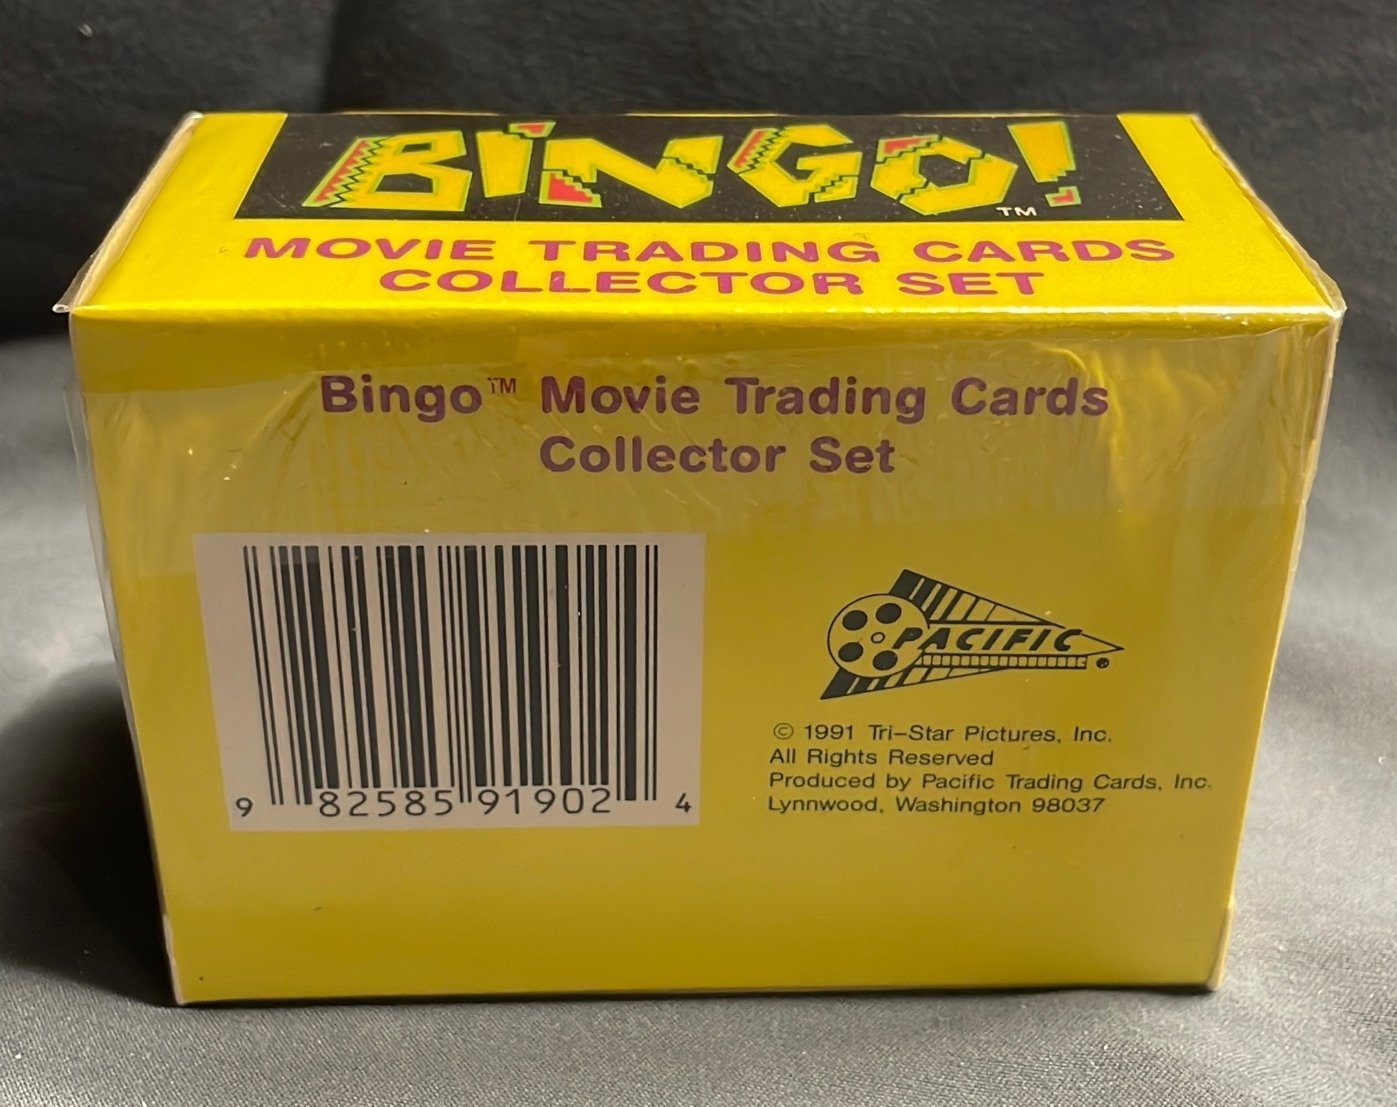 BINGO!
TM
MOVIE TRADING CARDS
COLLECTOR SET
Bingo™ Movie Trading Cards
Collector Set
9 82585 91902 4
PACIFIC®
© 1991 Tri-Star Pictures, Inc.
All Rights Reserved
Produced by Pacific Trading Cards, Inc.
Lynnwood, Washington 98037